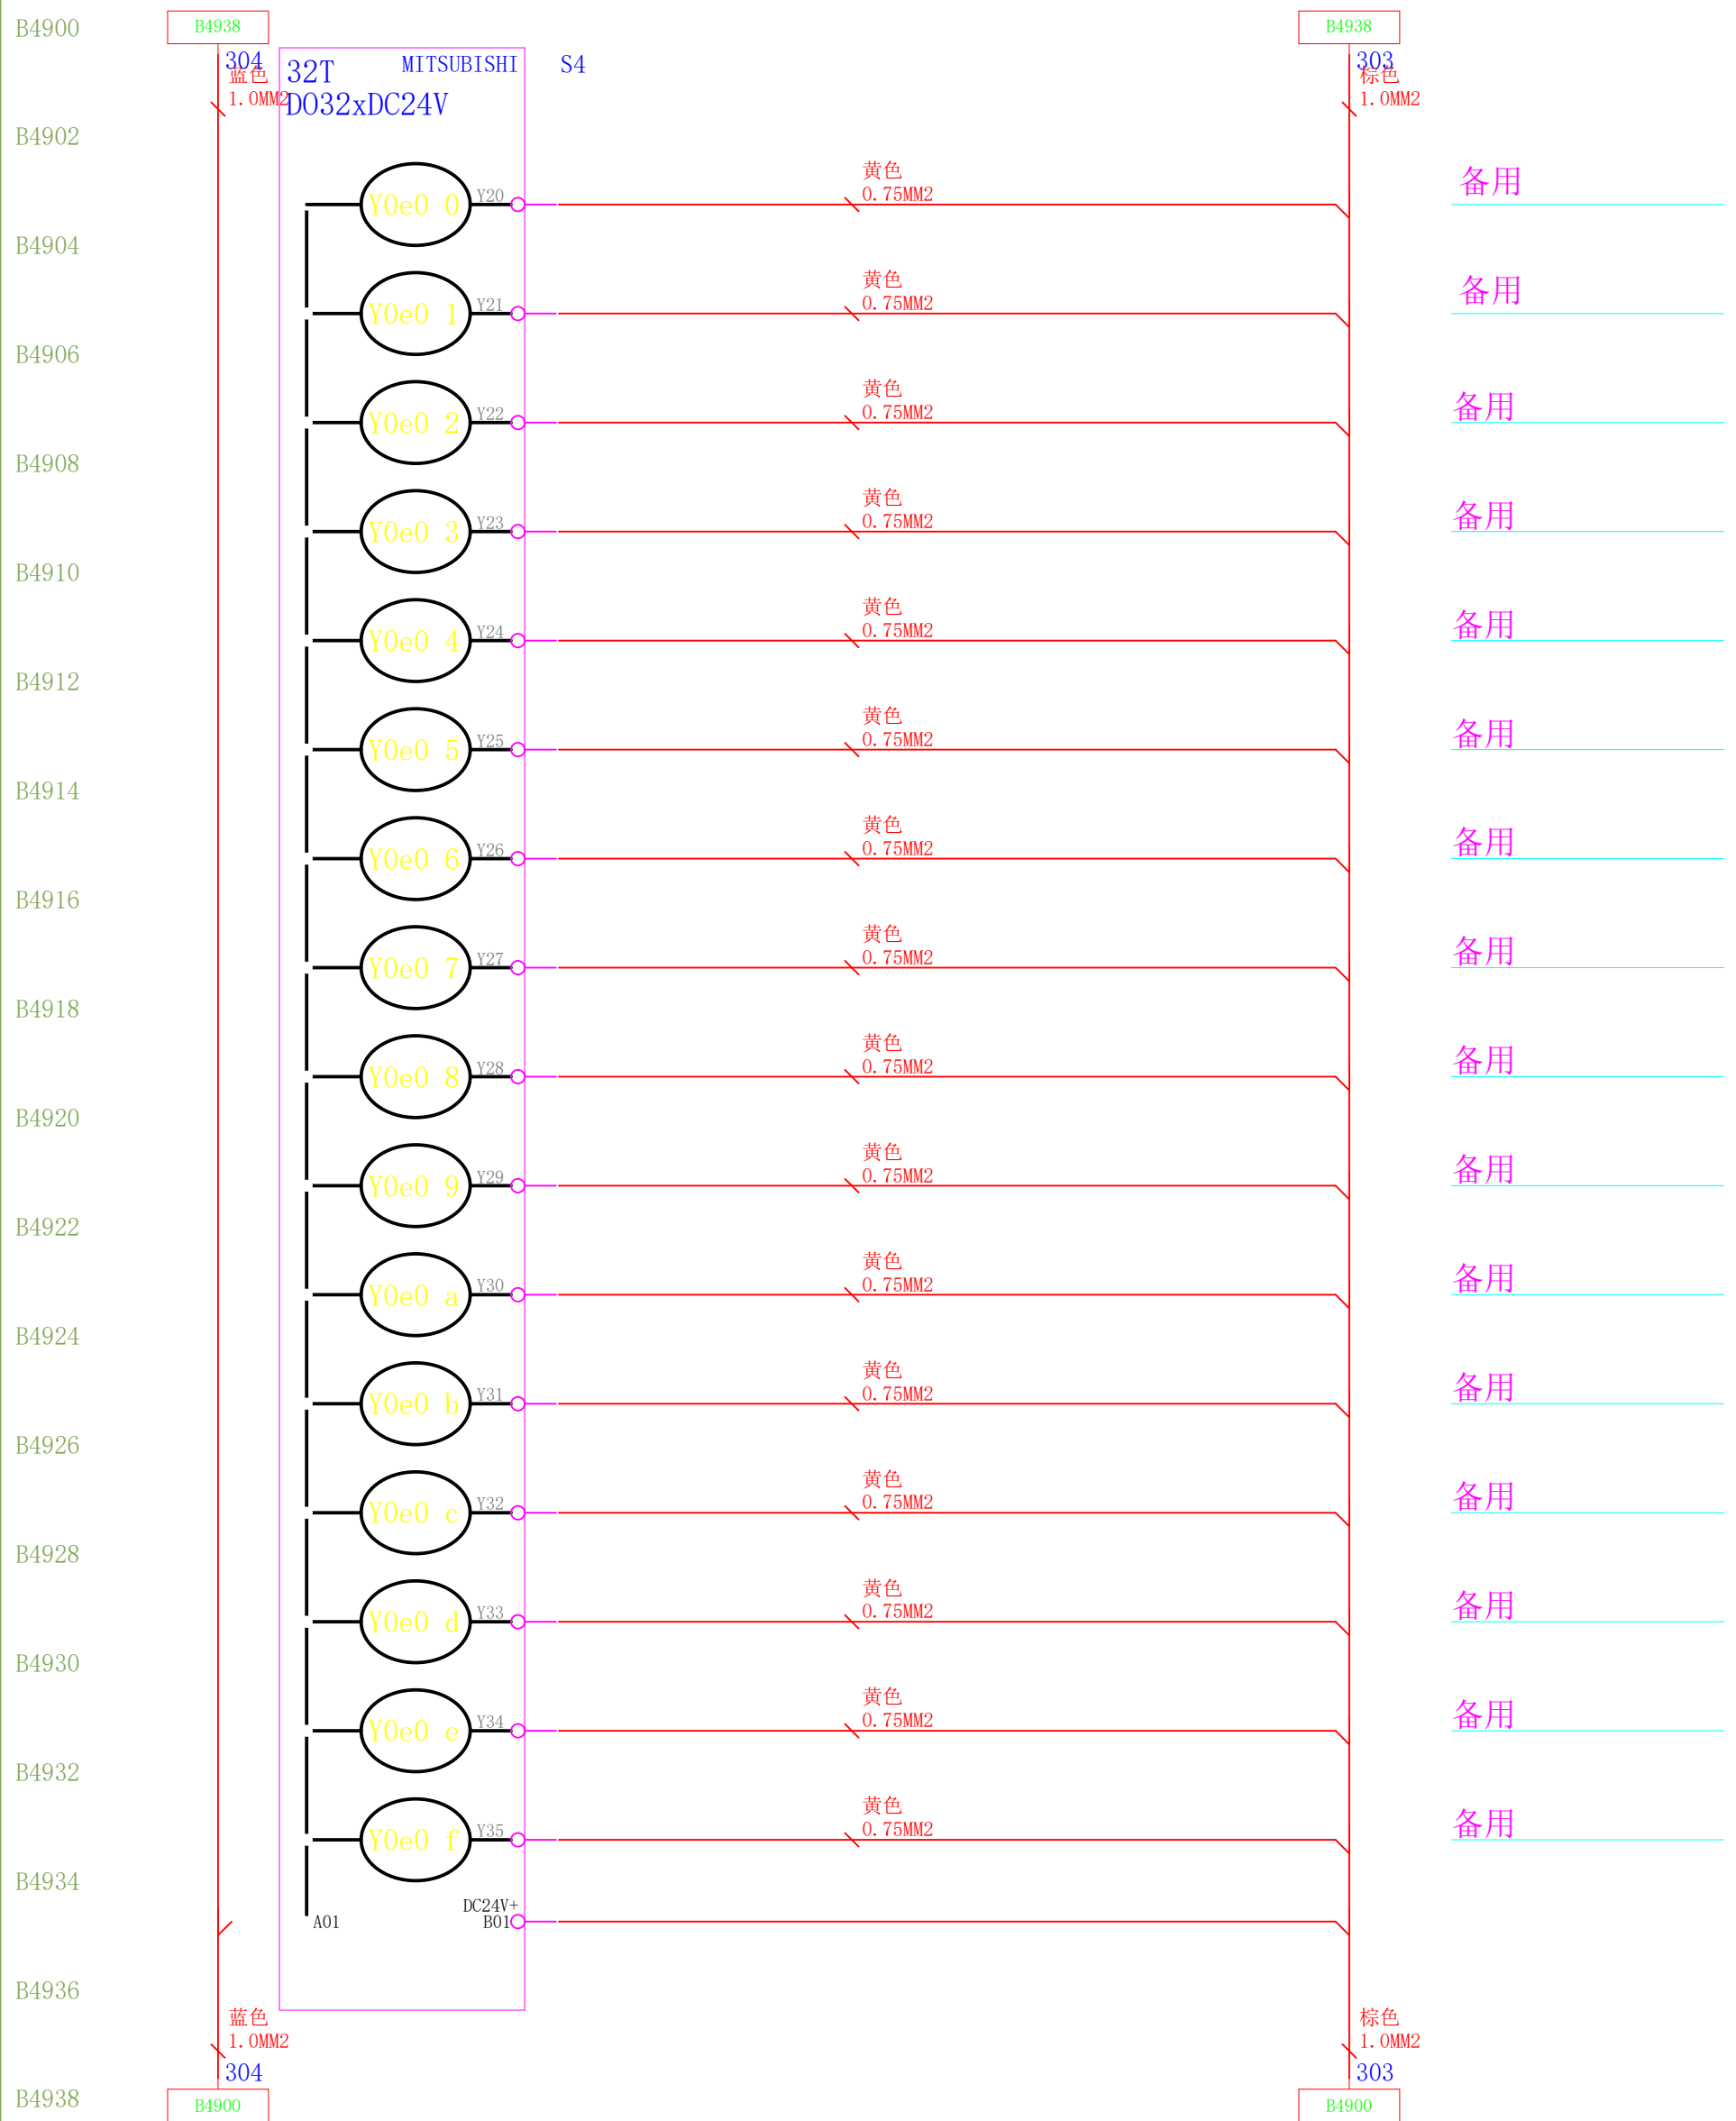 B4900
B4938
B4938
304
蓝色
1.0MM2
32T
MITSUBISHI
S4
DO32xDC24V
303
棕色
1.0MM2
B4902
Y0e0 0
Y20
黄色
0.75MM2
备用
B4904
Y0e0 1
Y21
黄色
0.75MM2
备用
B4906
Y0e0 2
Y22
黄色
0.75MM2
备用
B4908
Y0e0 3
Y23
黄色
0.75MM2
备用
B4910
Y0e0 4
Y24
黄色
0.75MM2
备用
B4912
Y0e0 5
Y25
黄色
0.75MM2
备用
B4914
Y0e0 6
Y26
黄色
0.75MM2
备用
B4916
Y0e0 7
Y27
黄色
0.75MM2
备用
B4918
Y0e0 8
Y28
黄色
0.75MM2
备用
B4920
Y0e0 9
Y29
黄色
0.75MM2
备用
B4922
Y0e0 a
Y30
黄色
0.75MM2
备用
B4924
Y0e0 b
Y31
黄色
0.75MM2
备用
B4926
Y0e0 c
Y32
黄色
0.75MM2
备用
B4928
Y0e0 d
Y33
黄色
0.75MM2
备用
B4930
Y0e0 e
Y34
黄色
0.75MM2
备用
B4932
Y0e0 f
Y35
黄色
0.75MM2
备用
B4934
DC24V+
A01
B01
B4936
蓝色
1.0MM2
304
棕色
1.0MM2
303
B4938
B4900
B4900